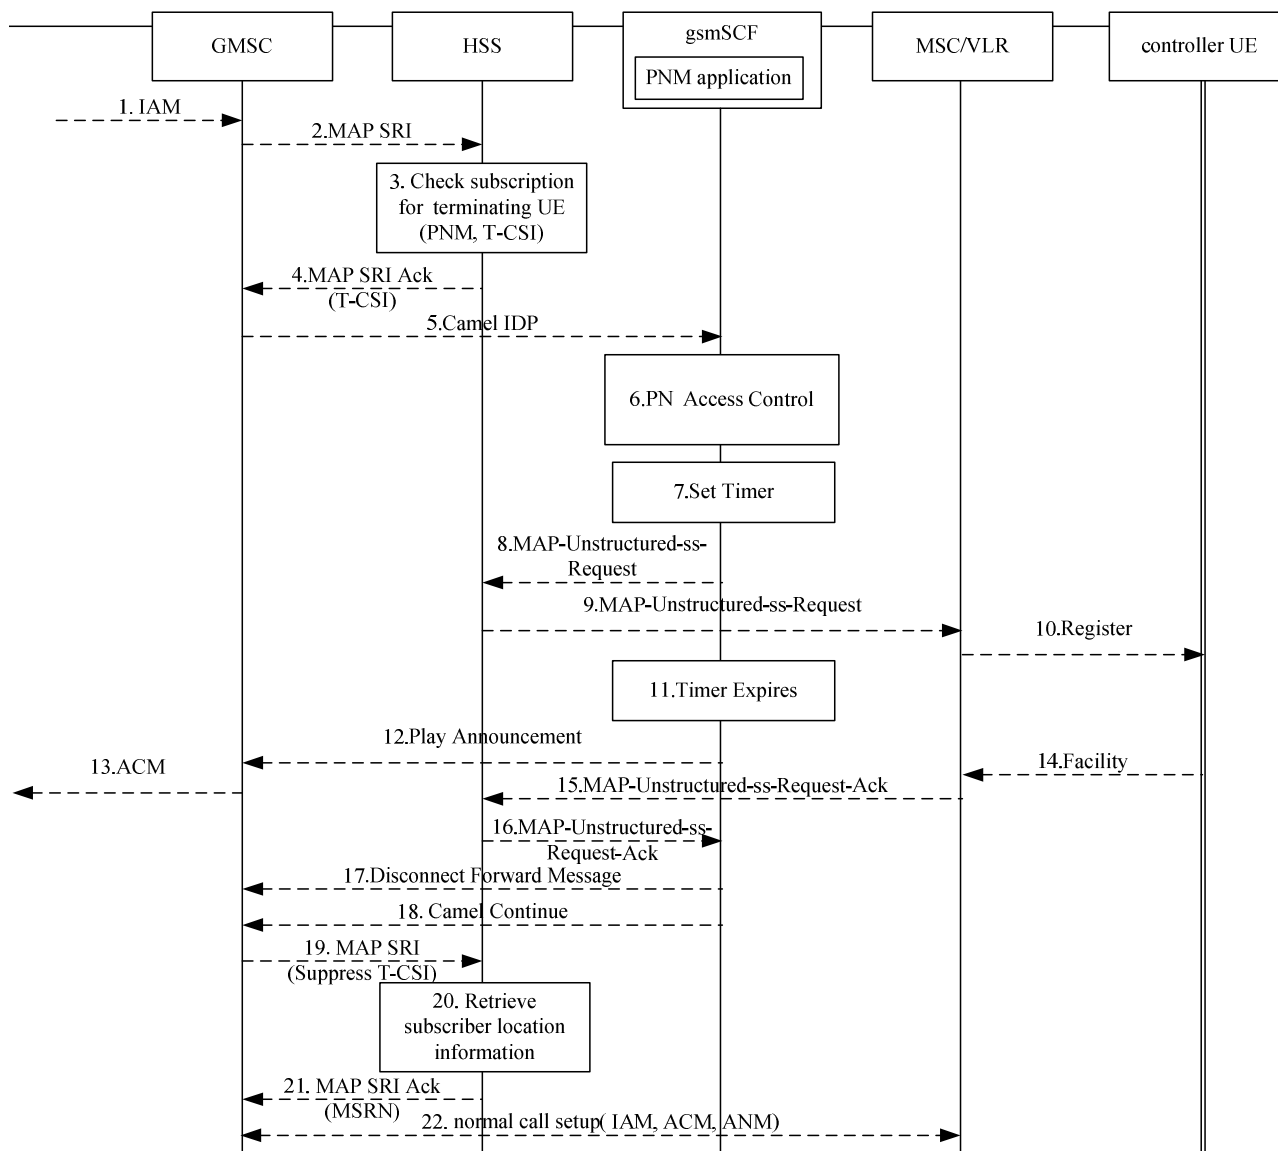 GMSC
HSS
gsmSCF
PNM application
MSC/VLR
controller UE
1. IAM
2.MAP SRI
3. Check subscription
for terminating UE
(PNM, T-CSI)
4.MAP SRI Ack
(T-CSI)
5.Camel IDP
6.PN Access Control
7.Set Timer
8.MAP-Unstructured-ss-
Request
9.MAP-Unstructured-ss-Request
10.Register
11.Timer Expires
12.Play Announcement
13.ACM
14.Facility
15.MAP-Unstructured-ss-Request-Ack
16.MAP-Unstructured-ss-
Request-Ack
17.Disconnect Forward Message
18. Camel Continue
19. MAP SRI
(Suppress T-CSI)
20. Retrieve
subscriber location
information
21. MAP SRI Ack
(MSRN)
22. normal call setup( IAM, ACM, ANM)